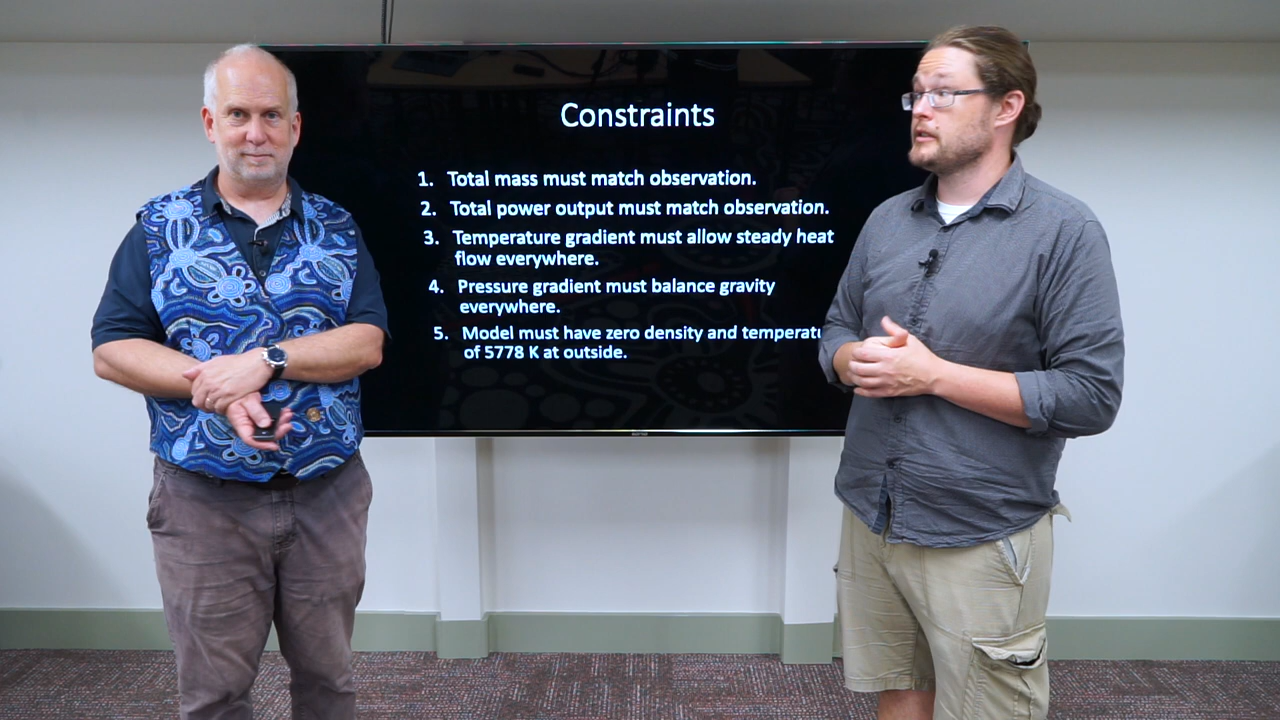 Constraints
1. Total mass must match observation.
2. Total power output must match observation.
3. Temperature gradient must allow steady heat
flow everywhere.
4. Pressure gradient must balance gravity
everywhere.
5. Model must have zero density and temperatu
of 5778 K at outside.